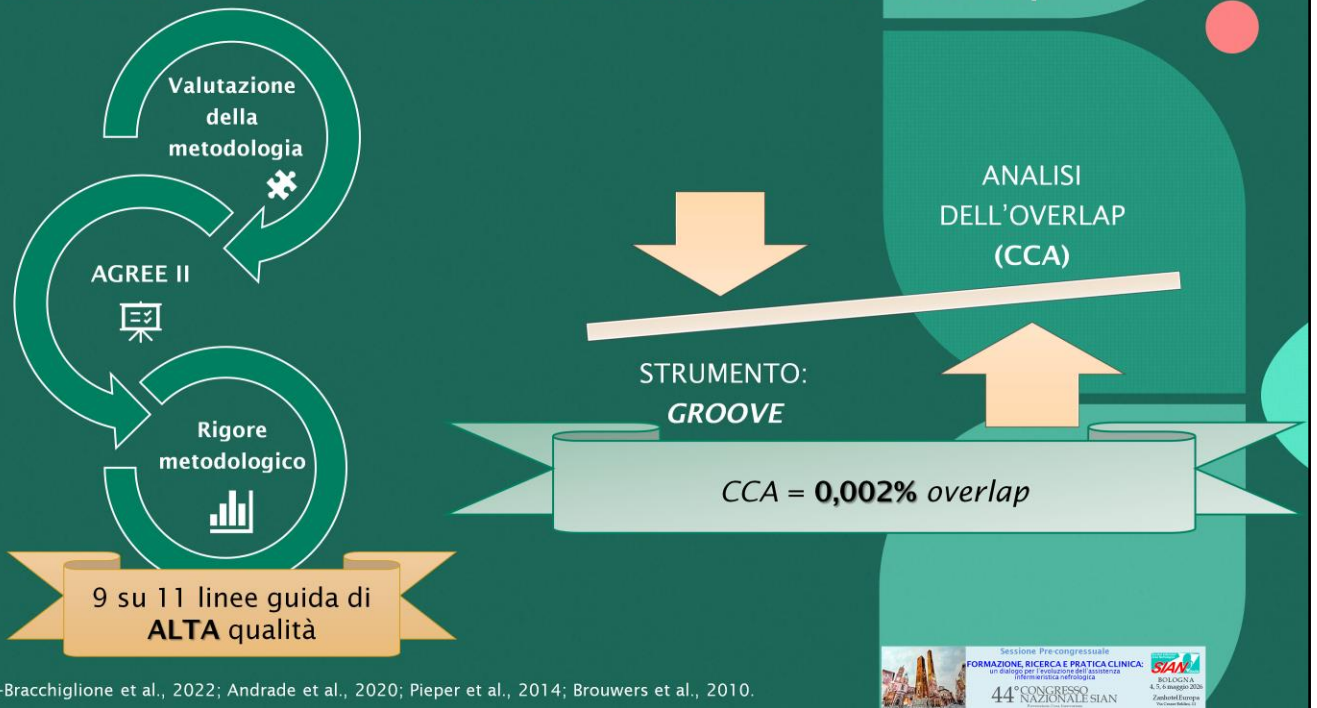 Valutazione
della
metodologia
AGREE II
Rigore
metodologico
9 su 11 linee guida di
ALTA qualità
ANALISI
DELL'OVERLAP
(CCA)
STRUMENTO:
GROOVE
CCA = 0,002% overlap
-Bracchiglione et al., 2022; Andrade et al., 2020; Pieper et al., 2014; Brouwers et al., 2010.
Sessione Pre-congressuale
FORMAZIONE, RICERCA E PRATICA CLINICA:
un dialogo per l'evoluzione dell'assistenza
infermieristica nefrologica
44° CONGRESSO
NAZIONALE SIAN
SIAN
BOLOGNA
4, 5, 6 maggio 2026
Zanhotel Europa